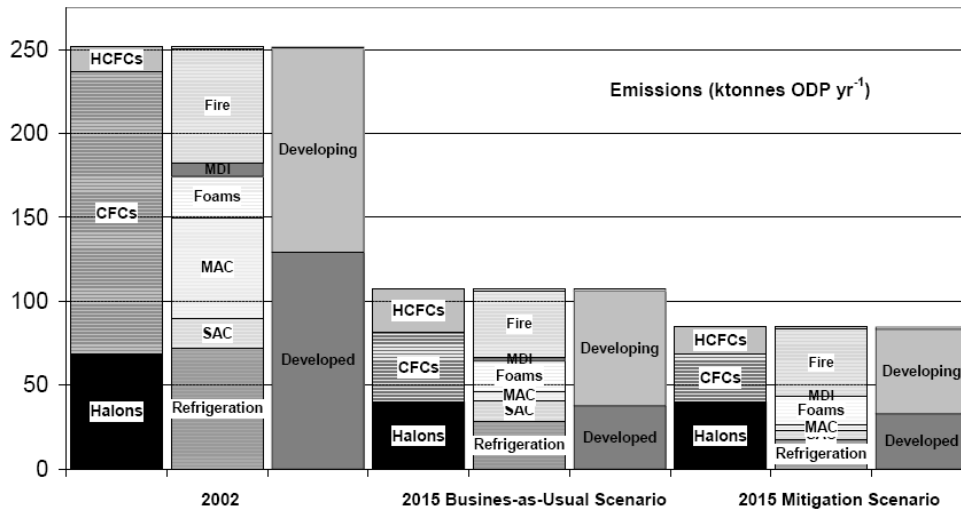 250
200
150
100
50
0
Emissions (ktonnes ODP yr-1)
HCFCs
CFCs
Halons
Fire
MDI
Foams
MAC
SAC
Refrigeration
Developing
Developed
HCFCs
CFCs
Halons
Fire
MDI
Foams
MAC
SAC
Refrigeration
Developing
Developed
HCFCs
CFCs
Halons
Fire
MDI
Foams
MAC
SAC
Refrigeration
Developing
Developed
2002
2015 Busines-as-Usual Scenario
2015 Mitigation Scenario